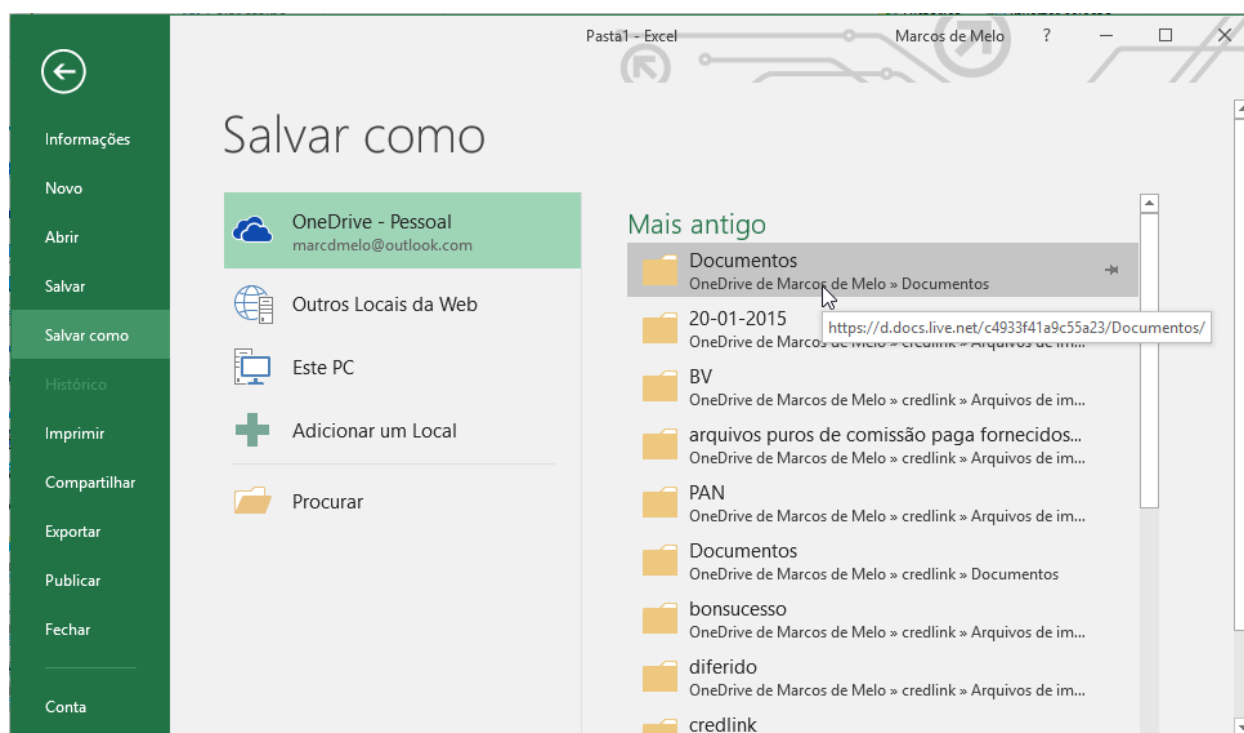 Pasta1 - Excel
Marcos de Melo
?
Informações
Novo
Abrir
Salvar
Salvar como
Histórico
Imprimir
Compartilhar
Exportar
Publicar
Fechar
Conta
Salvar como
OneDrive - Pessoal
marcdmelo@outlook.com
Outros Locais da Web
Este PC
Adicionar um Local
Procurar
Mais antigo
Documentos
OneDrive de Marcos de Melo » Documentos
https://d.docs.live.net/c4933f41a9c55a23/Documentos/
20-01-2015
OneDrive de Marcos de Melo » credlink » Arquivos de im...
BV
OneDrive de Marcos de Melo » credlink » Arquivos de im...
arquivos puros de comissão paga fornecidos...
OneDrive de Marcos de Melo » credlink » Arquivos de im...
PAN
OneDrive de Marcos de Melo » credlink » Arquivos de im...
Documentos
OneDrive de Marcos de Melo » credlink » Documentos
bonsucesso
OneDrive de Marcos de Melo » credlink » Arquivos de im...
diferido
OneDrive de Marcos de Melo » credlink » Arquivos de im...
credlink